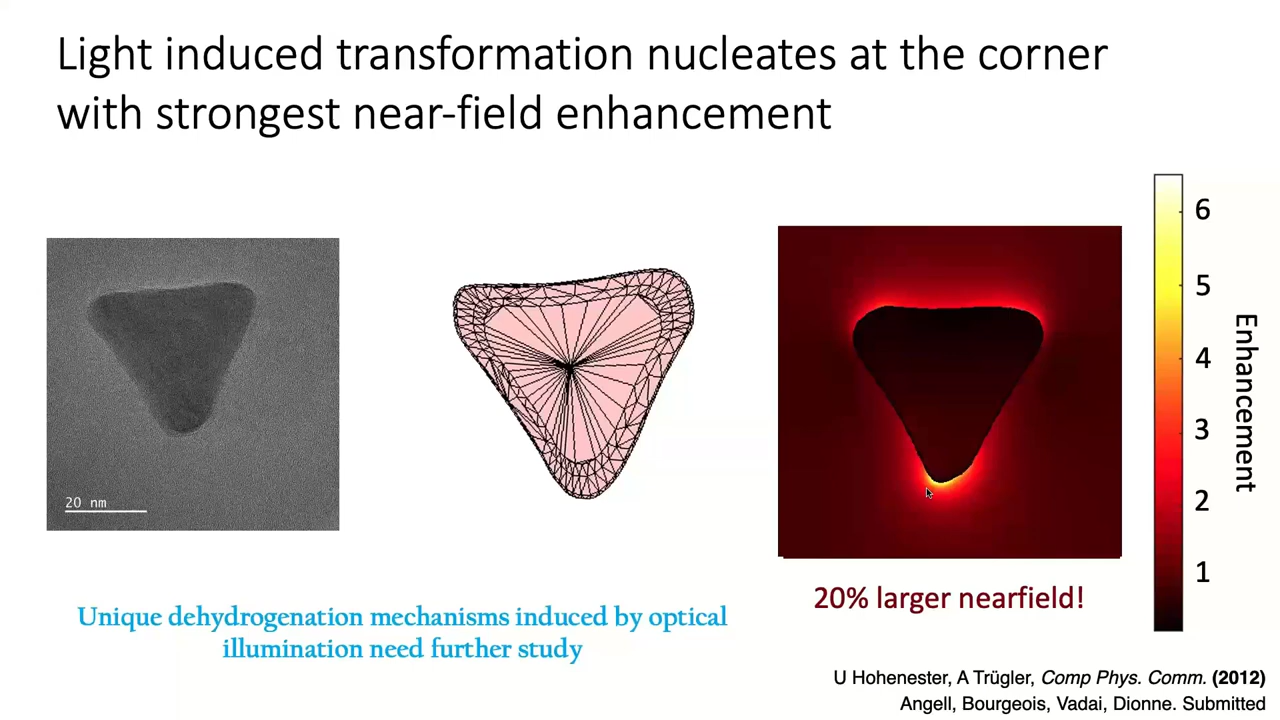 Light induced transformation nucleates at the corner
with strongest near-field enhancement
20 nm
6
5
4
3
2
1
Enhancement
20% larger nearfield!
Unique dehydrogenation mechanisms induced by optical
illumination need further study
U Hohenester, A Trügler, Comp Phys. Comm. (2012)
Angell, Bourgeois, Vadai, Dionne. Submitted